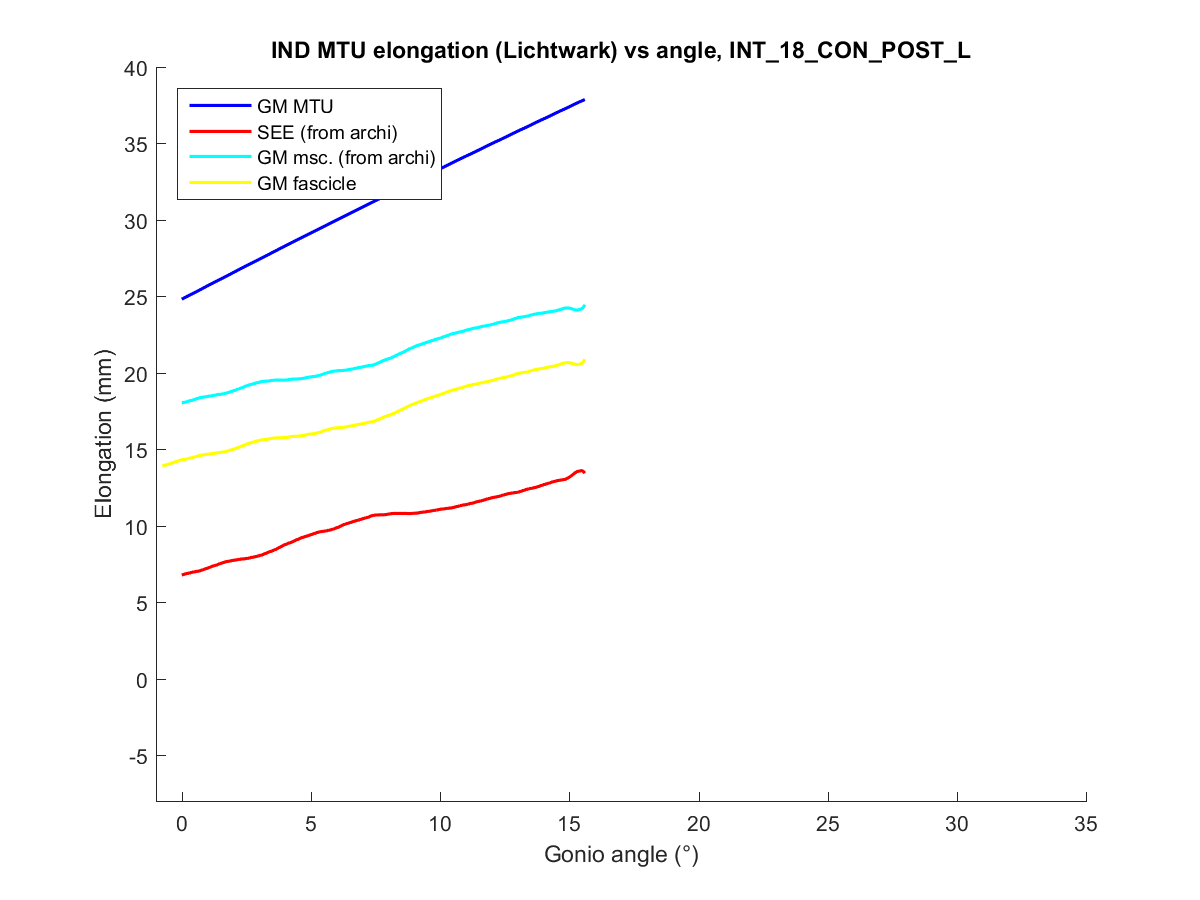 IND MTU elongation (Lichtwark) vs angle, INT_18_CON_POST_L
GM MTU
SEE (from archi)
GM msc. (from archi)
GM fascicle
Elongation (mm)
40
35
30
25
20
15
10
5
0
-5
0 5 10 15 20 25 30 35
Gonio angle (°)